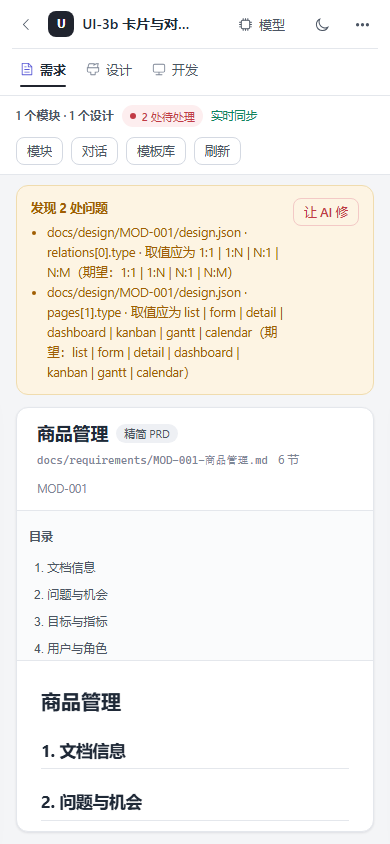 U UI-3b 卡片与对... 模型
需求 设计 开发
1 个模块 · 1 个设计 2 处待处理 实时同步
模块 对话 模板库 刷新
发现 2 处问题 让 AI 修
docs/design/MOD-001/design.json ·
relations[0].type · 取值应为 1:1 | 1:N | N:1 |
N:M（期望：1:1 | 1:N | N:1 | N:M）
docs/design/MOD-001/design.json ·
pages[1].type · 取值应为 list | form | detail |
dashboard | kanban | gantt | calendar（期
望：list | form | detail | dashboard |
kanban | gantt | calendar）
商品管理 精简 PRD
docs/requirements/MOD-001-商品管理.md 6 节
MOD-001
目录
1. 文档信息
2. 问题与机会
3. 目标与指标
4. 用户与角色
商品管理
1. 文档信息
2. 问题与机会